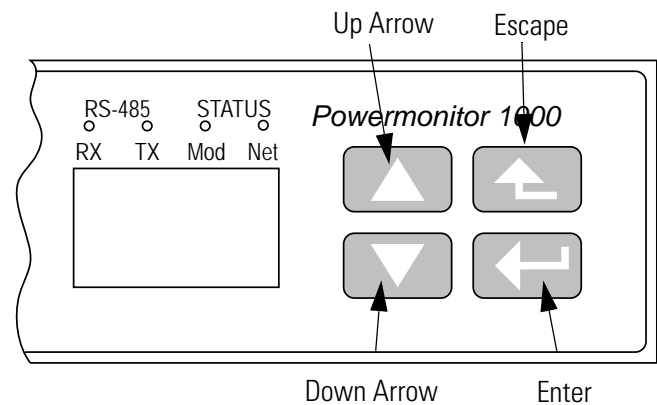 Up Arrow
Escape
RS-485
STATUS
Powermonitor 1000
RX TX Mod Net
Down Arrow
Enter